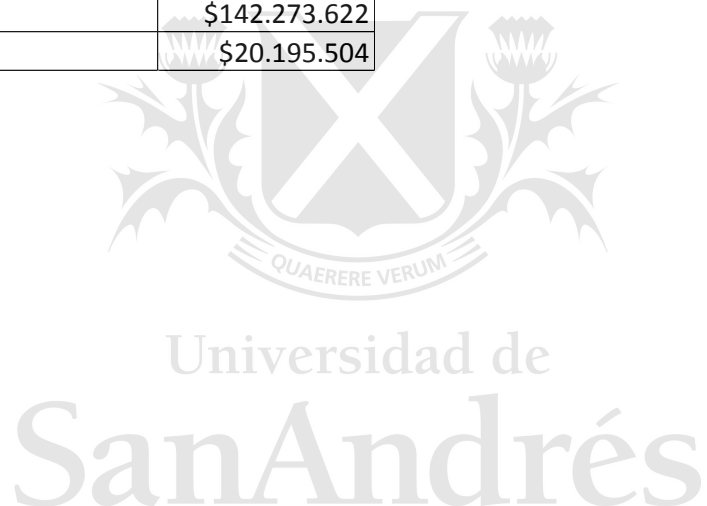 $142.273.622
$20.195.504
QUAERERE VERUM
Universidad de
SanAndrés